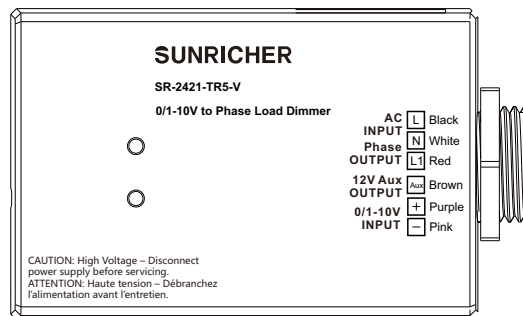 SUNRICHER
SR-2421-TR5-V
0/1-10V to Phase Load Dimmer
AC INPUT
L Black
N White
Phase OUTPUT
L1 Red
12V Aux OUTPUT
Aux Brown
0/1-10V INPUT
+ Purple
− Pink
CAUTION: High Voltage – Disconnect
power supply before servicing.
ATTENTION: Haute tension – Débranchez
l'alimentation avant l'entretien.